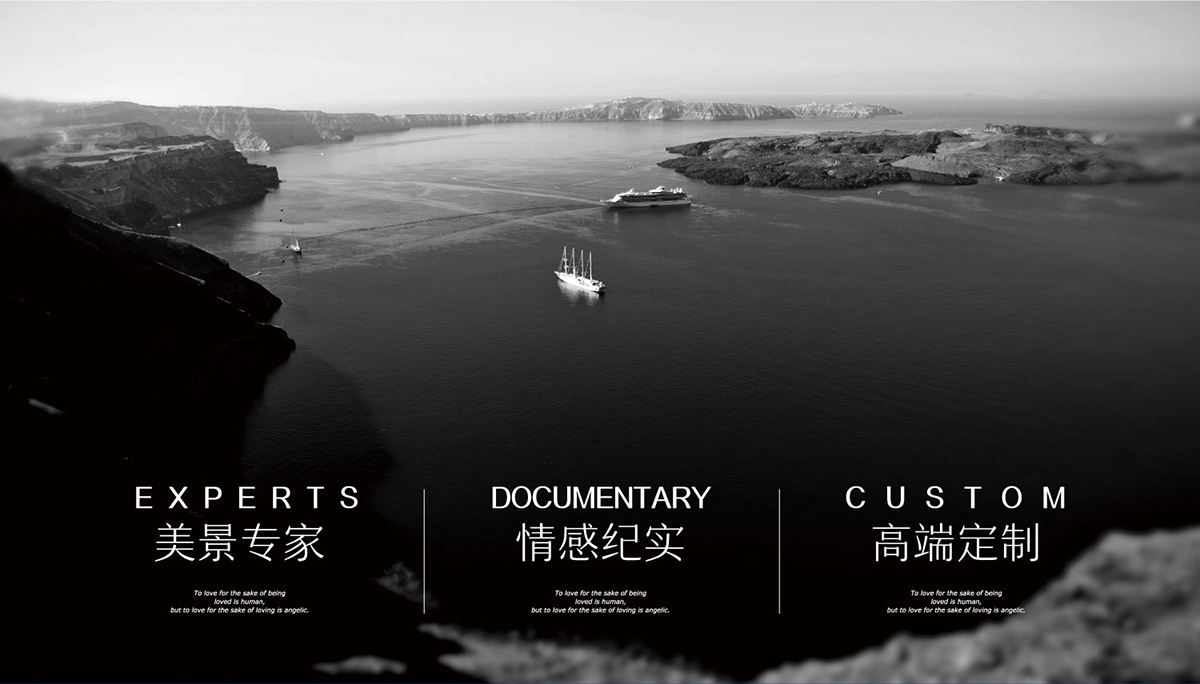 EXPERTS
美景专家
To love for the sake of being
loved is human,
but to love for the sake of loving is angelic.
DOCUMENTARY
情感纪实
To love for the sake of being
loved is human,
but to love for the sake of loving is angelic.
CUSTOM
高端定制
To love for the sake of being
loved is human,
but to love for the sake of loving is angelic.